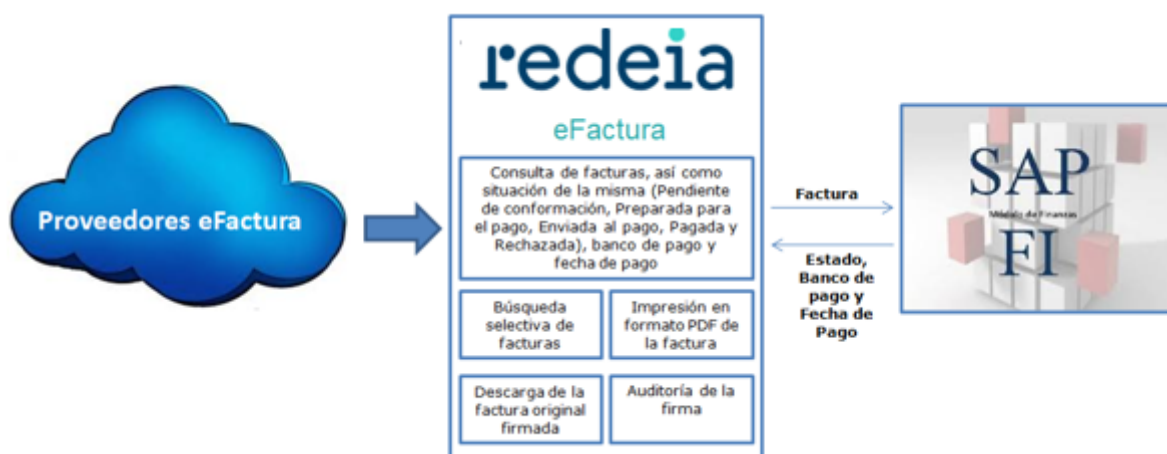 redeia
eFactura
Proveedores eFactura
Consulta de facturas, así como
situación de la misma (Pendiente
de conformación, Preparada para
el pago, Enviada al pago, Pagada y
Rechazada), banco de pago y
fecha de pago
Búsqueda
selectiva de
facturas
Impresión en
formato PDF de
la factura
Descarga de la
factura original
firmada
Auditoría de la
firma
Factura
Estado,
Banco de
pago y
Fecha de
Pago
SAP
Módulo de Finanzas
FI